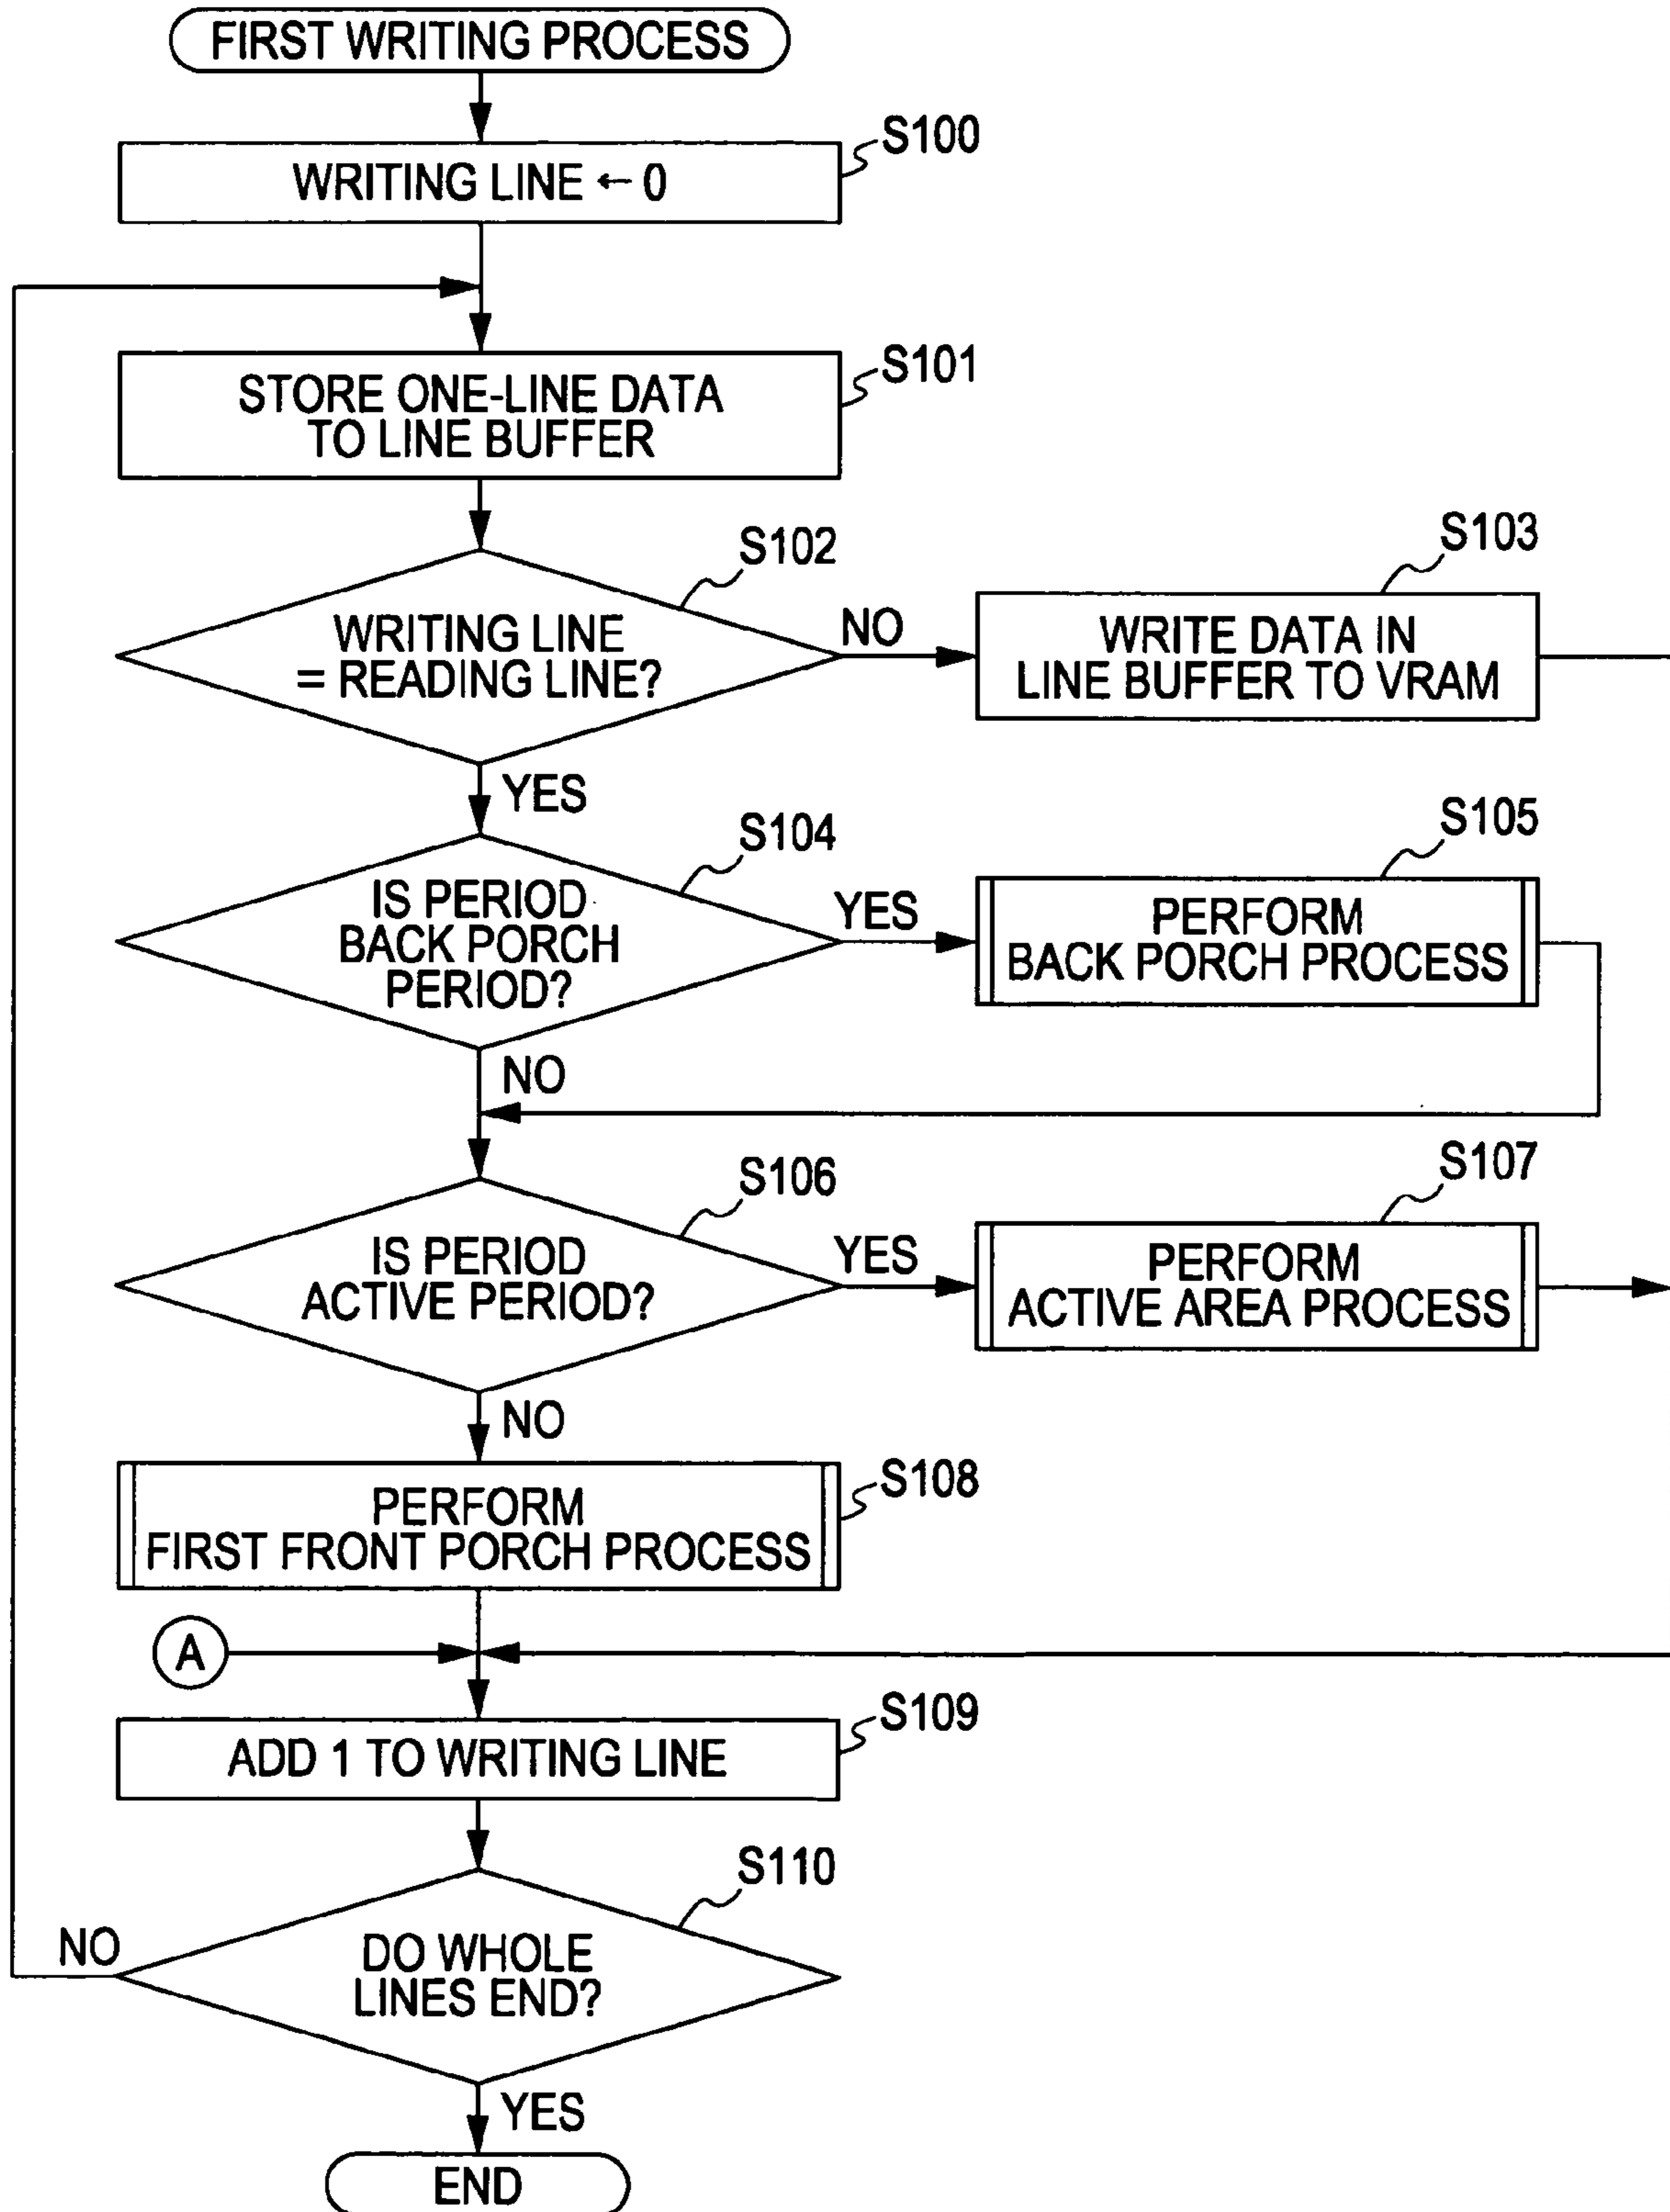 FIRST WRITING PROCESS
S100
WRITING LINE ← 0
S101
STORE ONE-LINE DATA
TO LINE BUFFER
S102
WRITING LINE
= READING LINE?
NO
S103
WRITE DATA IN
LINE BUFFER TO VRAM
YES
S104
IS PERIOD
BACK PORCH
PERIOD?
YES
S105
PERFORM
BACK PORCH PROCESS
NO
S106
IS PERIOD
ACTIVE PERIOD?
YES
S107
PERFORM
ACTIVE AREA PROCESS
NO
S108
PERFORM
FIRST FRONT PORCH PROCESS
A
S109
ADD 1 TO WRITING LINE
S110
DO WHOLE
LINES END?
NO
YES
END